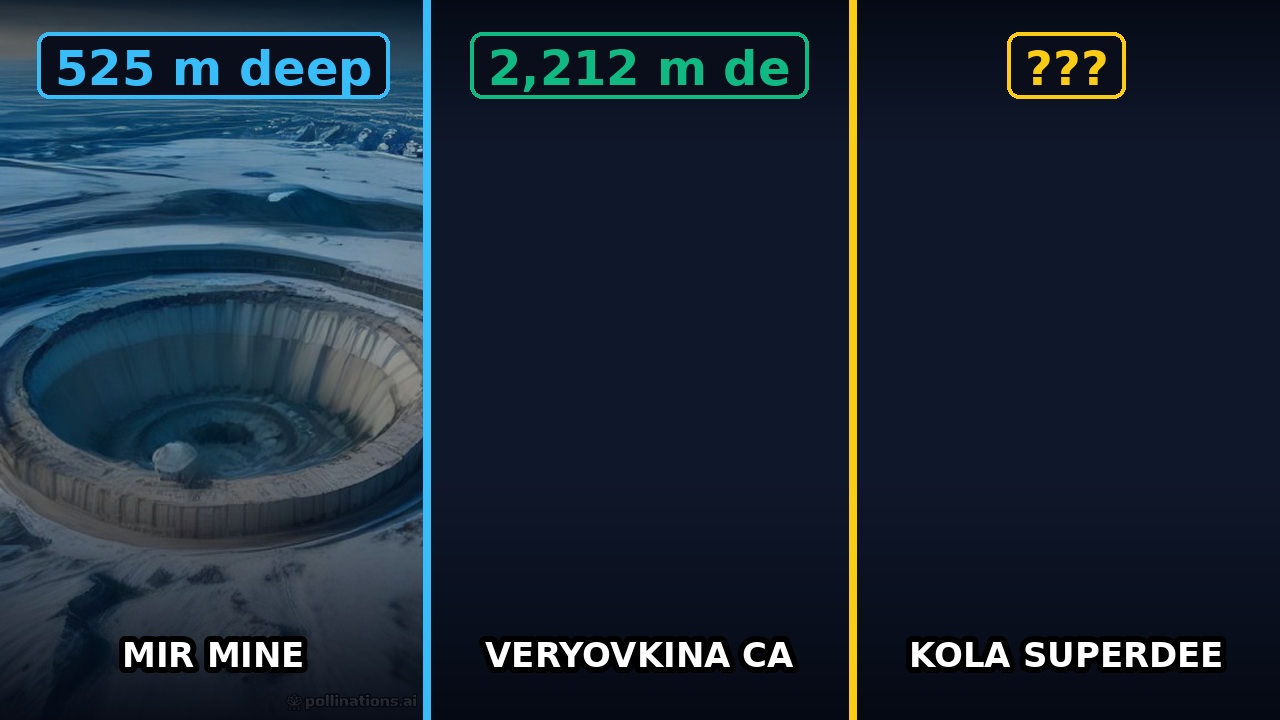 525 m deep
2,212 m de
???
MIR MINE
VERYOVKINA CA
KOLA SUPERDEE
pollinations.ai